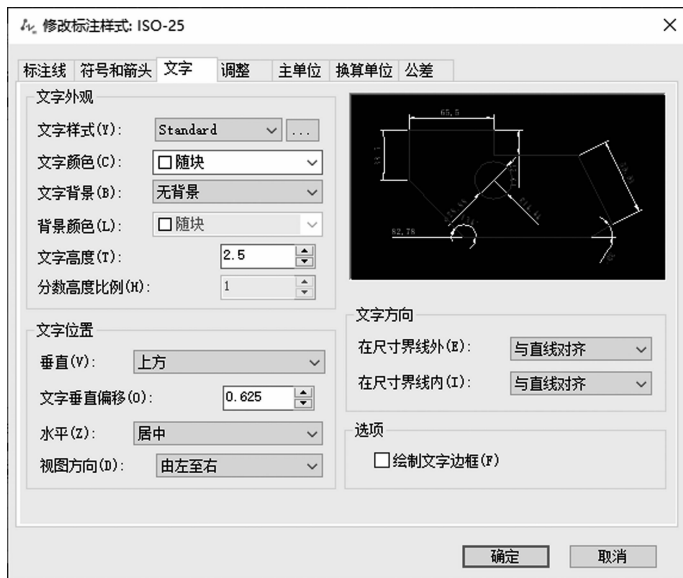 修改标注样式: ISO-25
标注线 符号和箭头 文字 调整 主单位 换算单位 公差
文字外观
文字样式(Y): Standard ...
文字颜色(C): 随块
文字背景(B): 无背景
背景颜色(L): 随块
文字高度(T): 2.5
分数高度比例(H): 1
文字位置
垂直(V): 上方
文字垂直偏移(O): 0.625
水平(Z): 居中
视图方向(D): 由左至右
65.5
82.78
文字方向
在尺寸界线外(E): 与直线对齐
在尺寸界线内(I): 与直线对齐
选项
绘制文字边框(F)
确定 取消